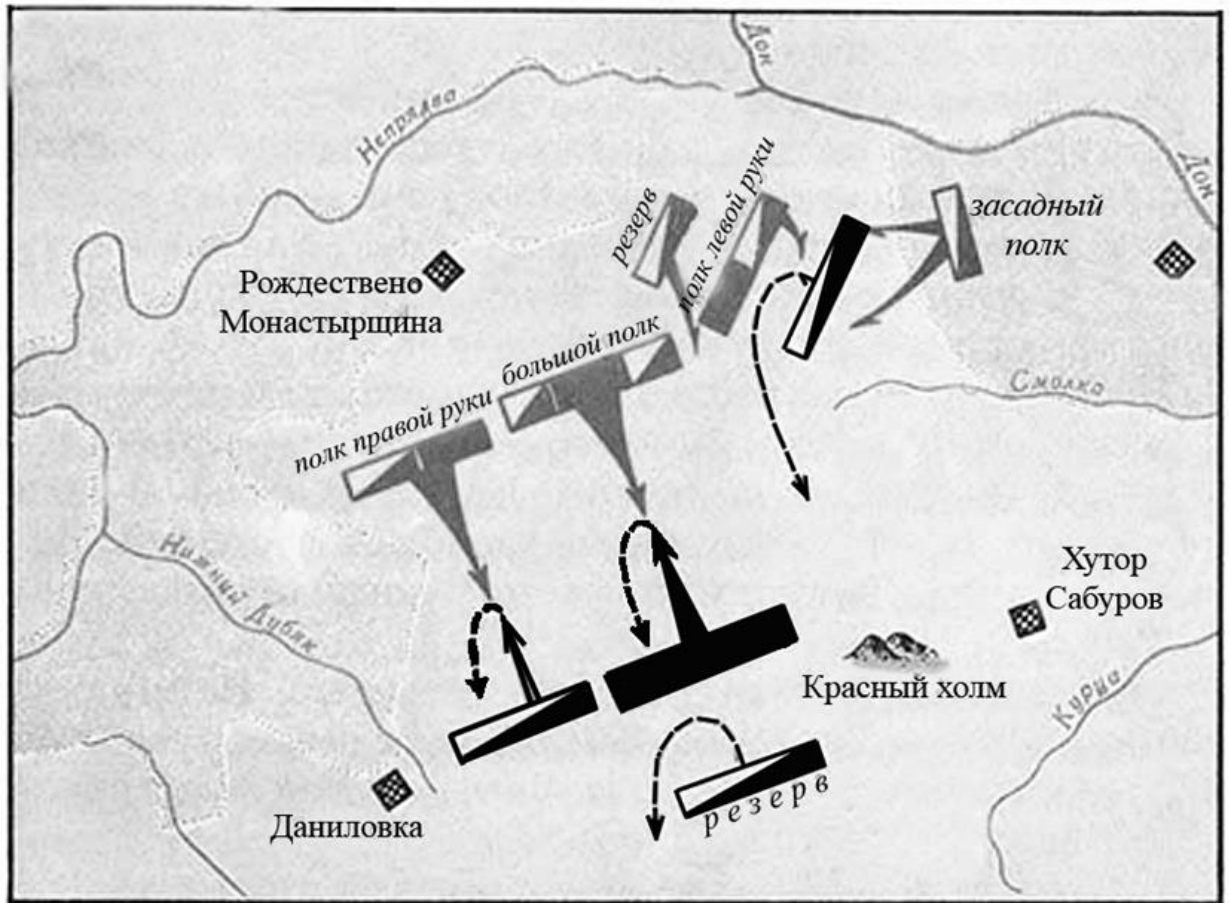 Дон
Непрядва
Дон
резерв
полк левой руки
засадный
полк
Рождествено
Монастырщина
большой полк
полк правой руки
Смолка
Нижний Дубик
Хутор
Сабуров
Красный холм
Курца
резерв
Даниловка